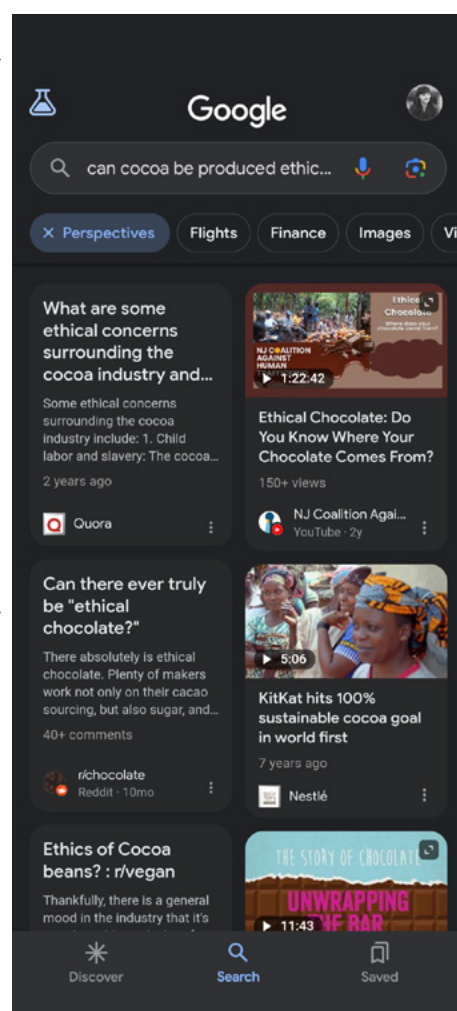 Google
can cocoa be produced ethic...
× Perspectives
Flights
Finance
Images
Vi
What are some
ethical concerns
surrounding the
cocoa industry and...
Some ethical concerns
surrounding the cocoa
industry include: 1. Child
labor and slavery: The cocoa...
2 years ago
Quora
Ethical
Chocolate:
Where does your
chocolate come from?
NJ COALITION
AGAINST
HUMAN
1:22:42
Ethical Chocolate: Do
You Know Where Your
Chocolate Comes From?
150+ views
NJ Coalition Agai...
YouTube · 2y
Can there ever truly
be "ethical
chocolate?"
There absolutely is ethical
chocolate. Plenty of makers
work not only on their cacao
sourcing, but also sugar, and...
40+ comments
r/chocolate
Reddit · 10mo
5:06
KitKat hits 100%
sustainable cocoa goal
in world first
7 years ago
Nestlé
Ethics of Cocoa
beans? : r/vegan
Thankfully, there is a general
mood in the industry that it's
THE STORY OF CHOCOLATE
UNWRAPPING
THE BAR
11:43
Discover
Search
Saved